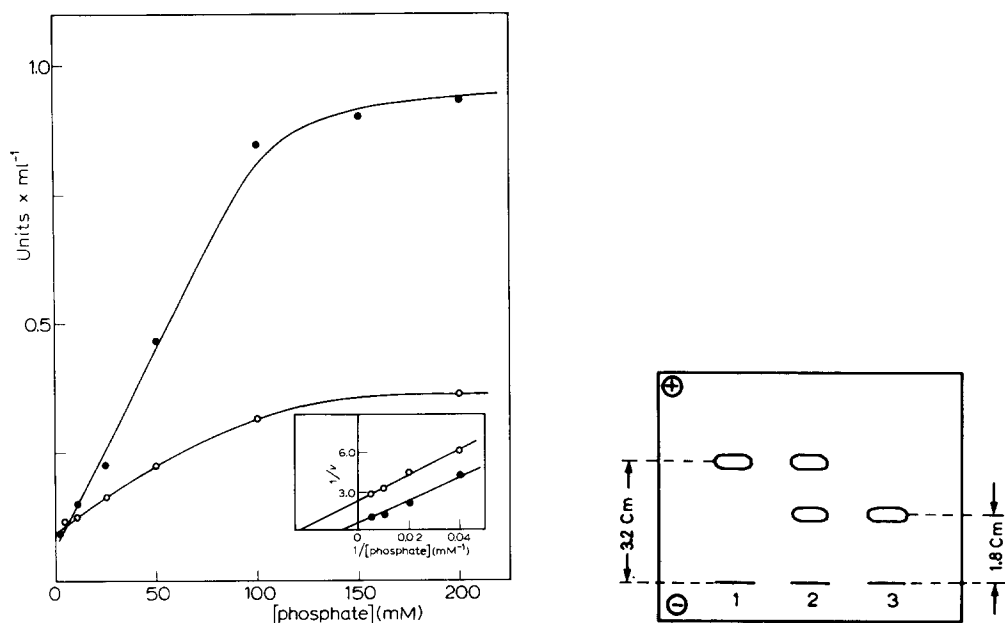 1.0
0.5
Units × ml⁻¹
0
50
100
150
200
[phosphate](mM)
6.0
3.0
1/v
0
0.02
0.04
1/[phosphate](mM⁻¹)
+
3.2 Cm
1.8 Cm
−
1 2 3